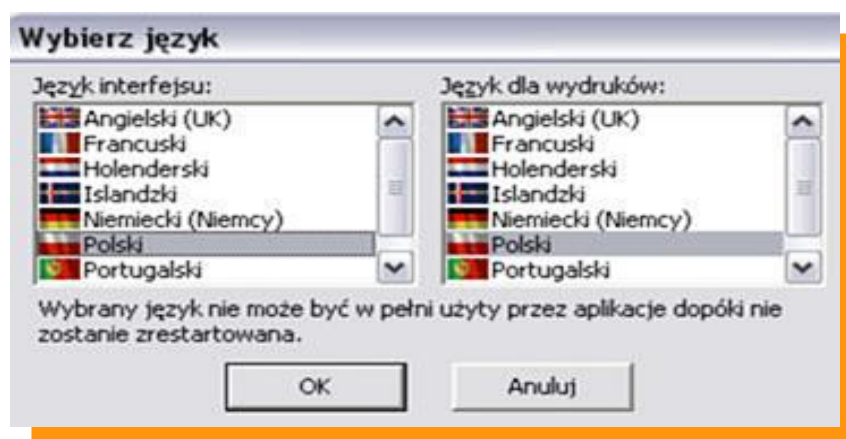 Wybierz język
Język interfejsu:
Angielski (UK)
Francuski
Holenderski
Islandzki
Niemiecki (Niemcy)
Polski
Portugalski
Język dla wydruków:
Angielski (UK)
Francuski
Holenderski
Islandzki
Niemiecki (Niemcy)
Polski
Portugalski
Wybrany język nie może być w pełni użyty przez aplikacje dopóki nie
zostanie zrestartowana.
OK
Anuluj